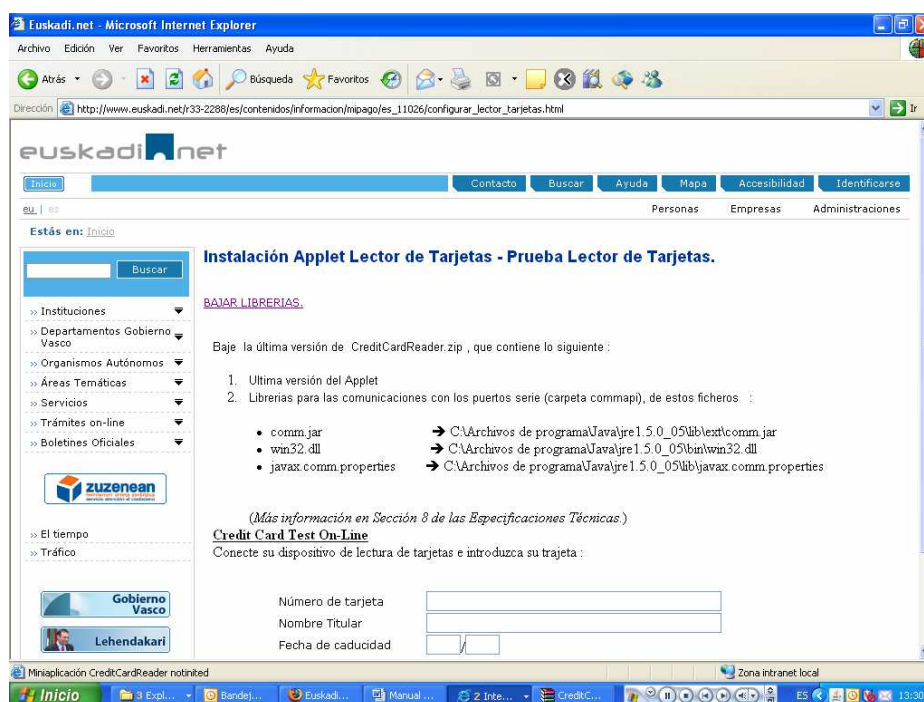 Euskadi.net - Microsoft Internet Explorer
Archivo Edición Ver Favoritos Herramientas Ayuda
Atrás Búsqueda Favoritos
Dirección http://www.euskadi.net/r33-2288/es/contenidos/informacion/mipago/es_11026/configurar_lector_tarjetas.html Ir
euskadi net
Inicio Contacto Buscar Ayuda Mapa Accesibilidad Identificarse
eu | es Personas Empresas Administraciones
Estás en: Inicio
Buscar
» Instituciones
» Departamentos Gobierno
Vasco
» Organismos Autónomos
» Áreas Temáticas
» Servicios
» Trámites on-line
» Boletines Oficiales
zuzenean
» El tiempo
» Tráfico
Gobierno
Vasco
Lehendakari
Instalación Applet Lector de Tarjetas - Prueba Lector de Tarjetas.
BAJAR LIBRERIAS.
Baje la última versión de CreditCardReader.zip , que contiene lo siguiente :
1. Ultima versión del Applet
2. Librerias para las comunicaciones con los puertos serie (carpeta commapi), de estos ficheros :
• comm.jar ➔ C:\Archivos de programa\Java\jre1.5.0_05\lib\ext\comm.jar
• win32.dll ➔ C:\Archivos de programa\Java\jre1.5.0_05\bin\win32.dll
• javax.comm.properties ➔ C:\Archivos de programa\Java\jre1.5.0_05\lib\javax.comm.properties
(Más información en Sección 8 de las Especificaciones Técnicas.)
Credit Card Test On-Line
Conecte su dispositivo de lectura de tarjetas e introduzca su trajeta :
Número de tarjeta
Nombre Titular
Fecha de caducidad /
Miniaplicación CreditCardReader notinited Zona intranet local
Inicio 3 Expl... Bandej... Euskadi... Manual ... 2 Inte... CreditC... ES 13:30